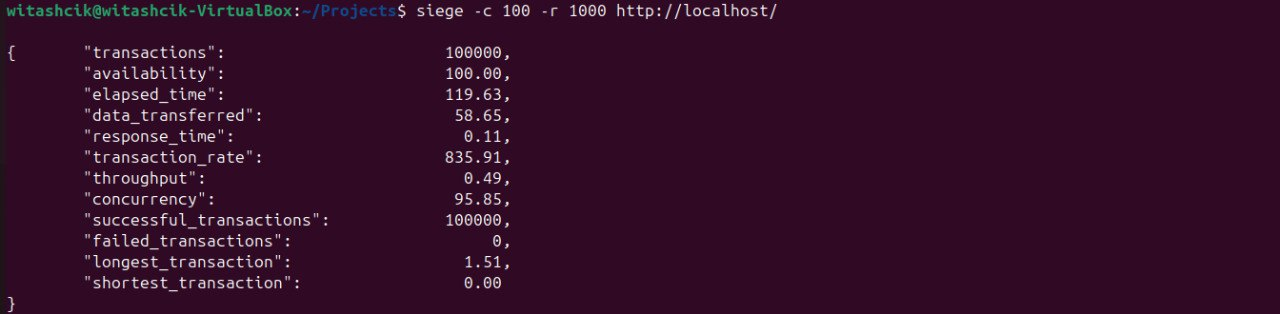 witashcik@witashcik-VirtualBox:~/Projects$ siege -c 100 -r 1000 http://localhost/
{ "transactions": 100000,
"availability": 100.00,
"elapsed_time": 119.63,
"data_transferred": 58.65,
"response_time": 0.11,
"transaction_rate": 835.91,
"throughput": 0.49,
"concurrency": 95.85,
"successful_transactions": 100000,
"failed_transactions": 0,
"longest_transaction": 1.51,
"shortest_transaction": 0.00
}